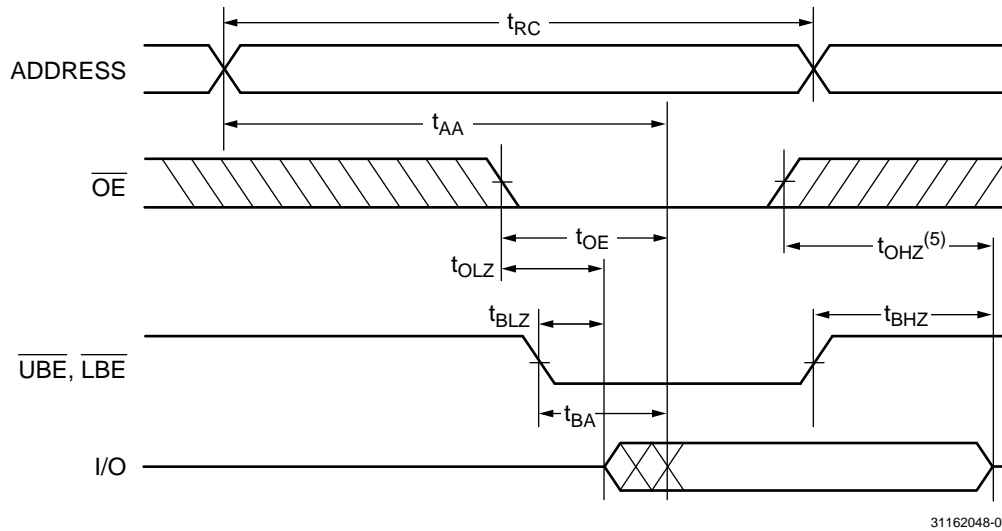 tRC
ADDRESS
tAA
OE
tOE
tOHZ(5)
tOLZ
tBLZ
tBHZ
UBE, LBE
tBA
I/O
31162048-0